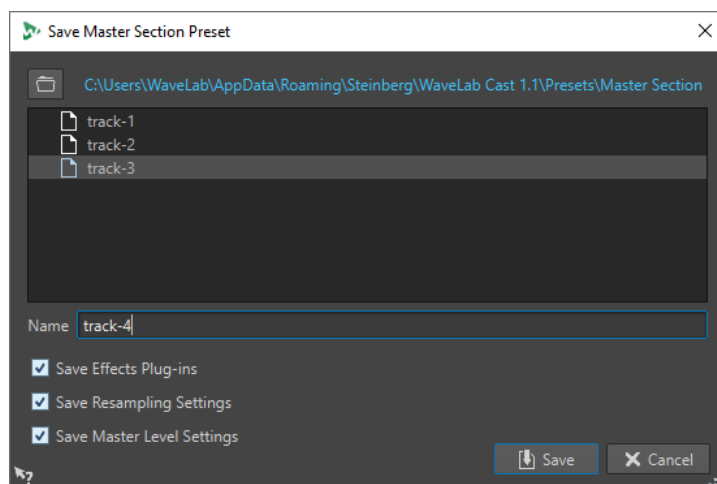 Save Master Section Preset
C:\Users\WaveLab\AppData\Roaming\Steinberg\WaveLab Cast 1.1\Presets\Master Section
track-1
track-2
track-3
Name track-4
Save Effects Plug-ins
Save Resampling Settings
Save Master Level Settings
Save Cancel
?